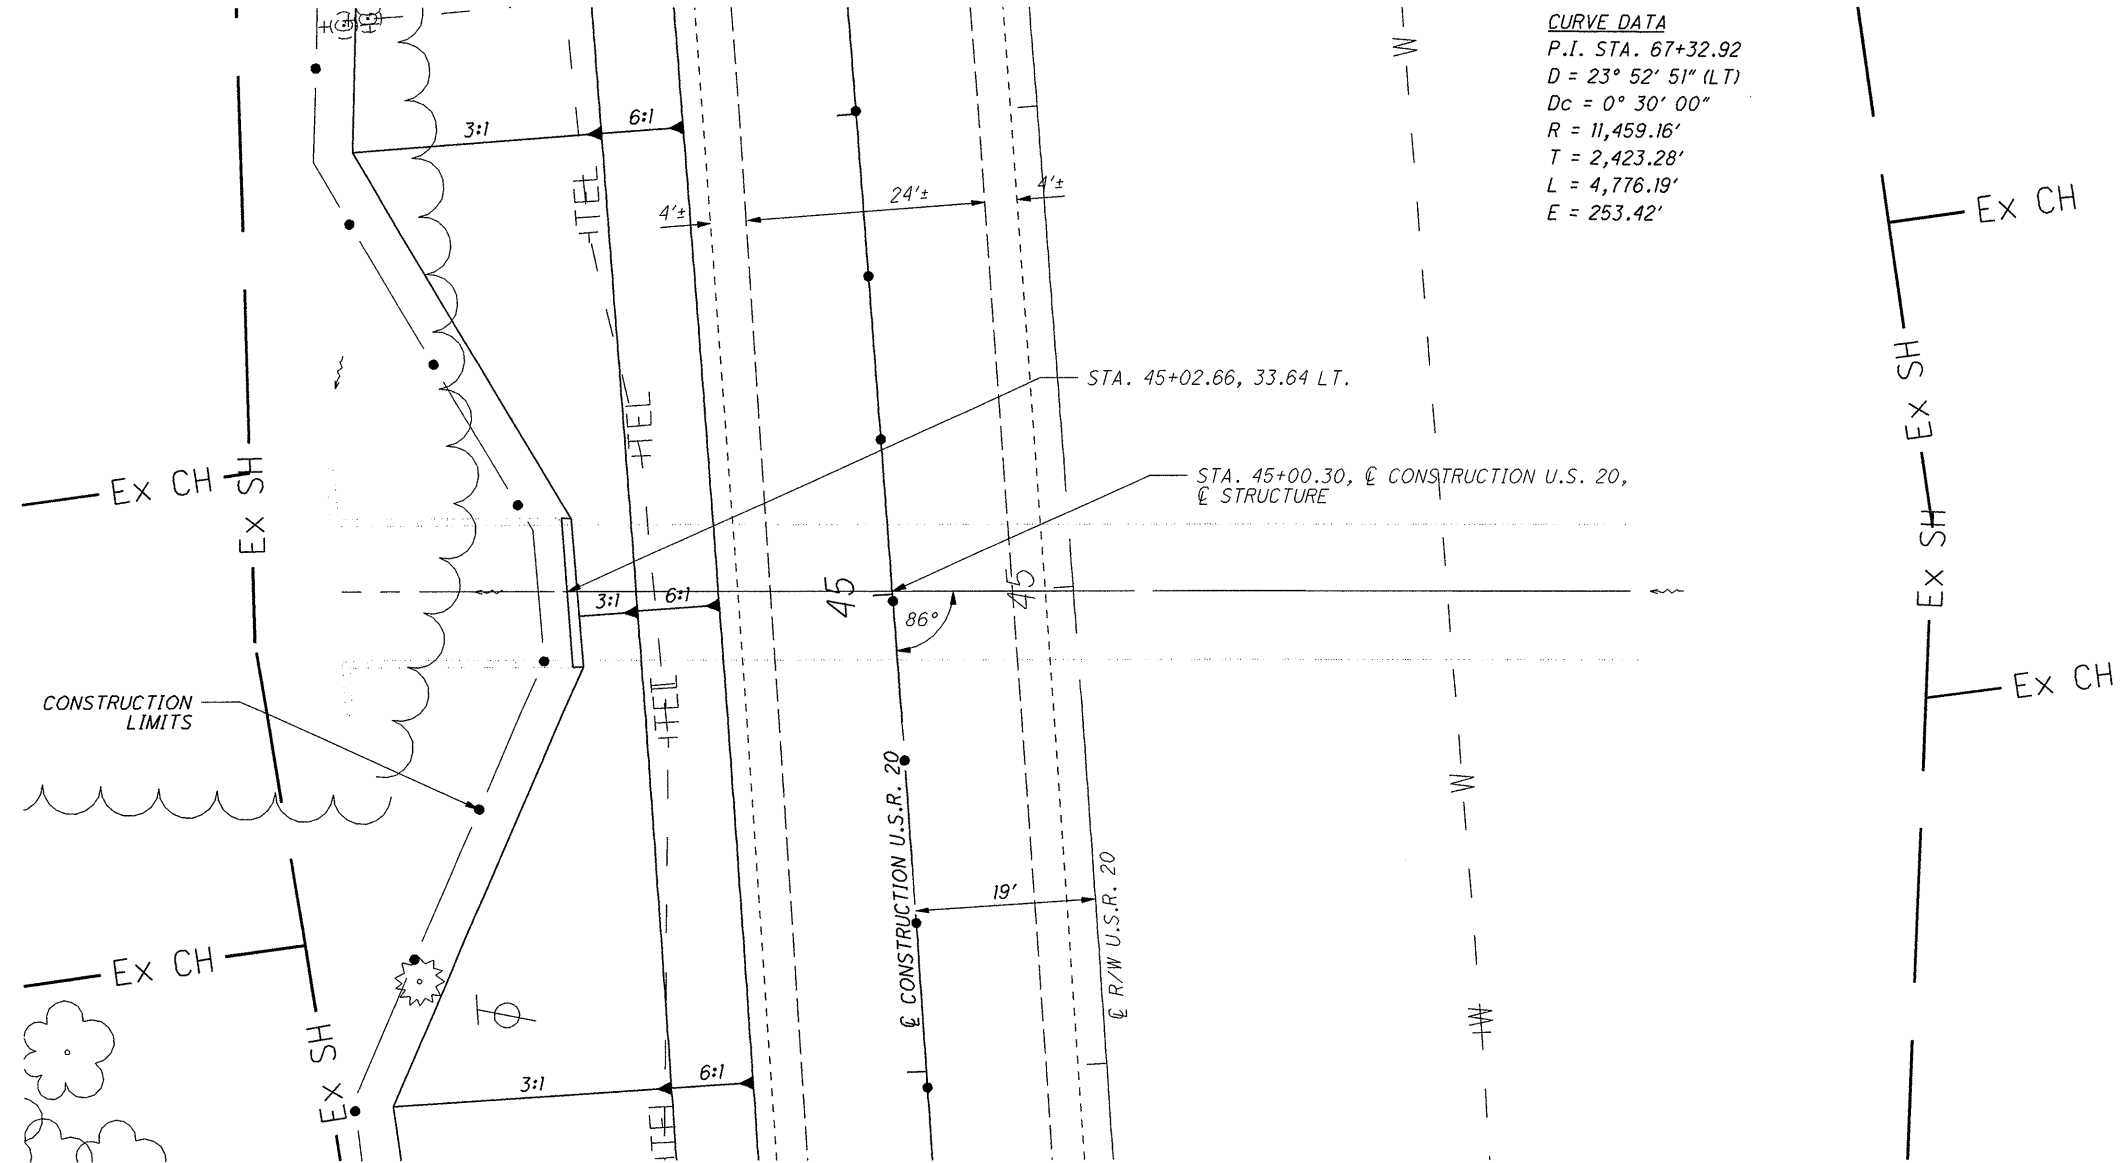 CURVE DATA
P.I. STA. 67+32.92
D = 23° 52' 51" (LT)
Dc = 0° 30' 00"
R = 11,459.16'
T = 2,423.28'
L = 4,776.19'
E = 253.42'
W
3:1
6:1
TEL
4'±
24'±
4'±
Ex CH
Ex SH
STA. 45+02.66, 33.64 LT.
TEL
Ex SH
Ex CH
Ex SH
STA. 45+00.30, ℄ CONSTRUCTION U.S. 20,
℄ STRUCTURE
Ex SH
3:1
6:1
45
45
86°
TEL
Ex CH
CONSTRUCTION
LIMITS
W
℄ CONSTRUCTION U.S.R. 20
19'
℄ R/W U.S.R. 20
Ex CH
W
Ex SH
3:1
6:1
TEL